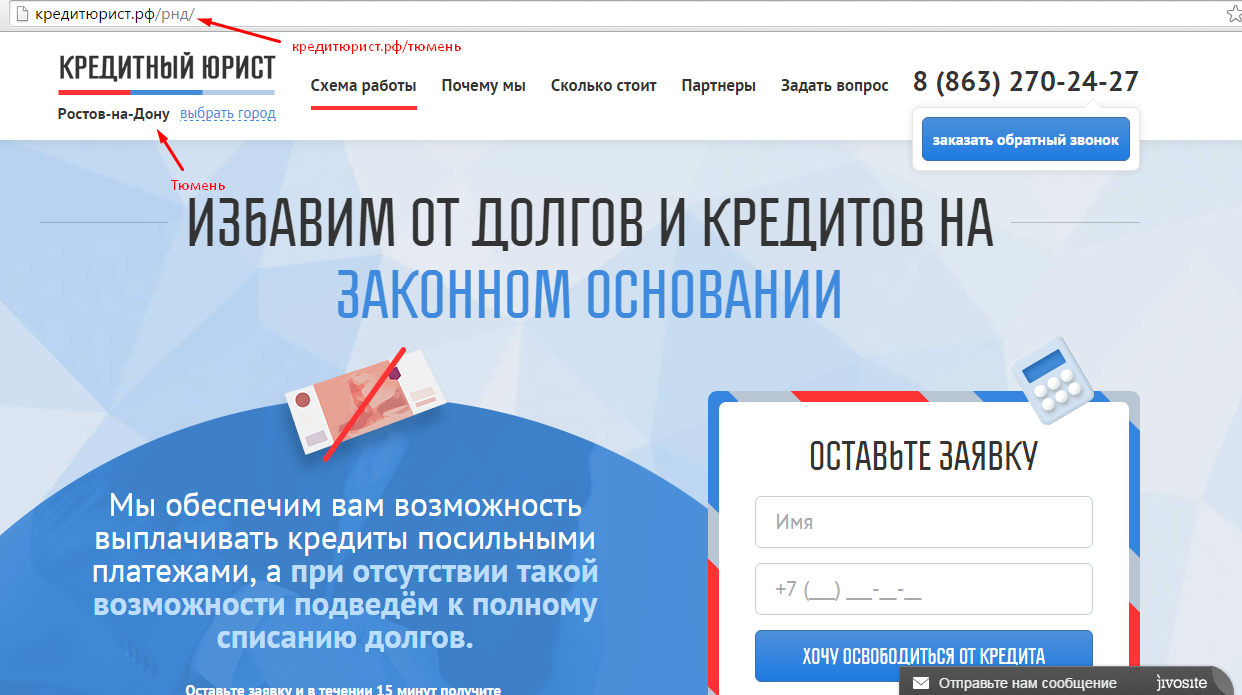 кредитюрист.рф/рнд/
кредитюрист.рф/тюмень
КРЕДИТНЫЙ ЮРИСТ
Схема работы Почему мы Сколько стоит Партнеры Задать вопрос 8 (863) 270-24-27
Ростов-на-Дону выбрать город
заказать обратный звонок
Тюмень
ИЗБАВИМ ОТ ДОЛГОВ И КРЕДИТОВ НА
ЗАКОННОМ ОСНОВАНИИ
Мы обеспечим вам возможность
выплачивать кредиты посильными
платежами, а при отсутствии такой
возможности подведём к полному
списанию долгов.
Оставьте заявку и в течении 15 минут получите
ОСТАВЬТЕ ЗАЯВКУ
Имя
+7 (___) ___-__-__
ХОЧУ ОСВОБОДИТЬСЯ ОТ КРЕДИТА
Отправьте нам сообщение jivosite